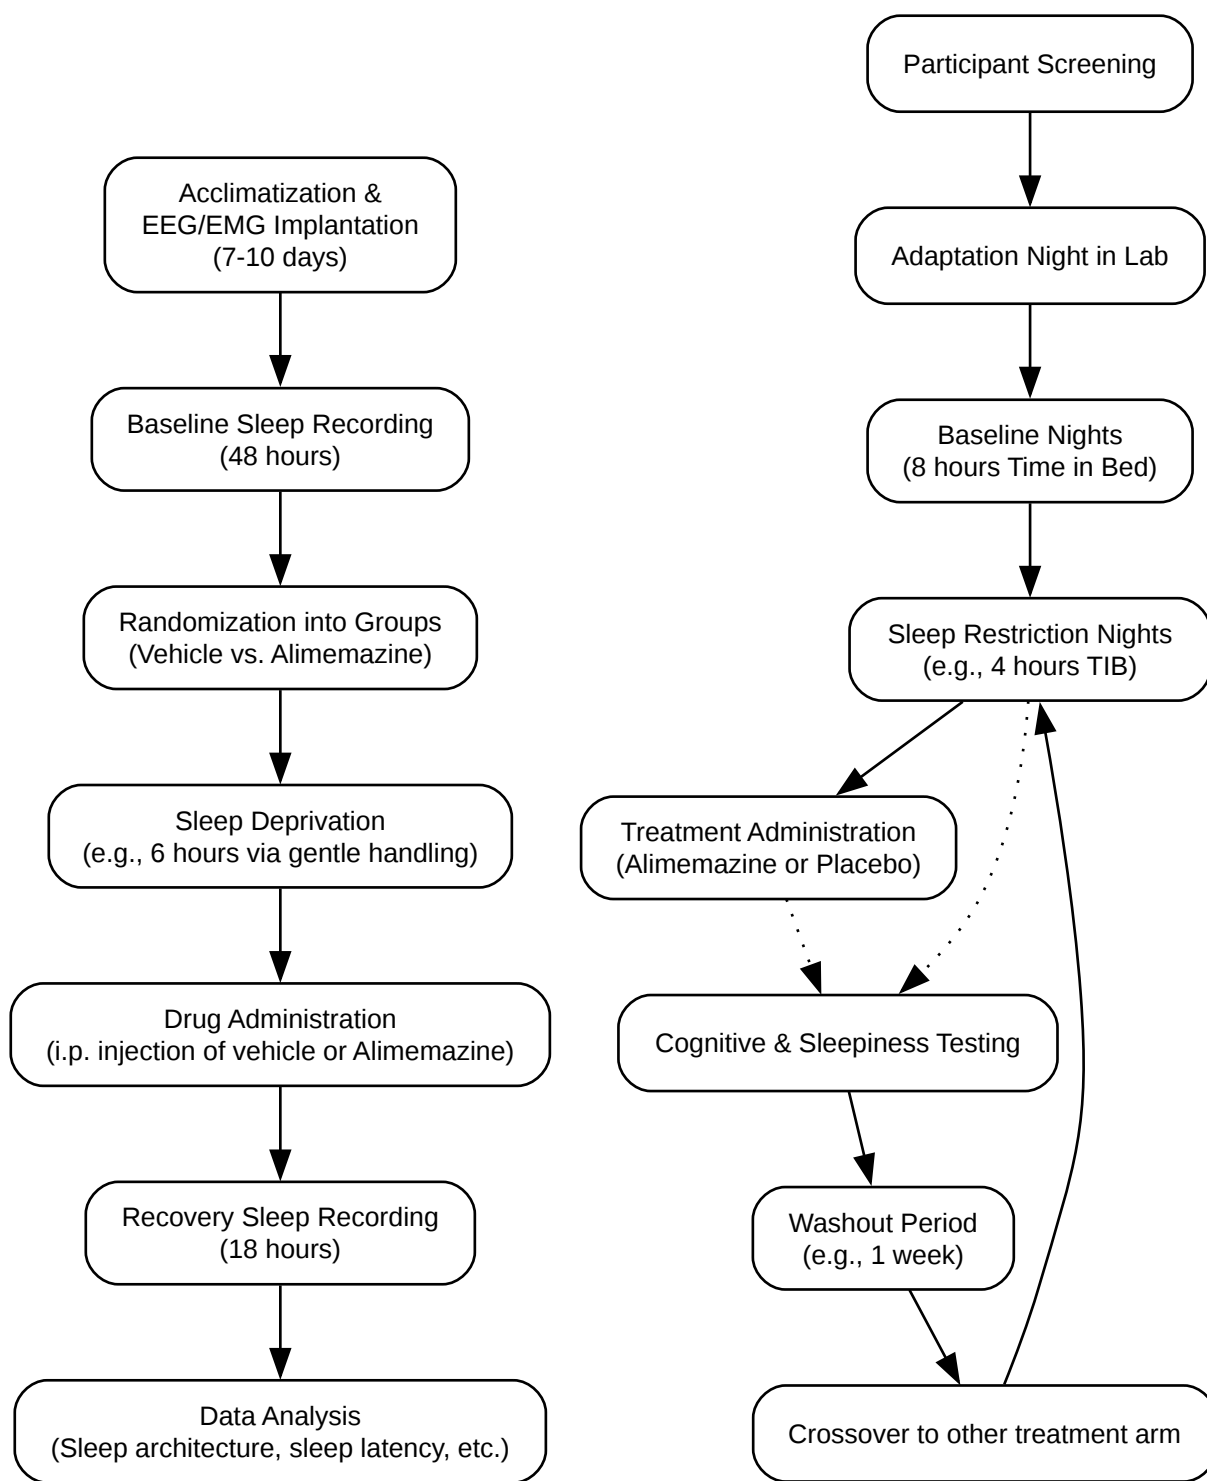 Acclimatization &
EEG/EMG Implantation
(7-10 days)
Baseline Sleep Recording
(48 hours)
Randomization into Groups
(Vehicle vs. Alimemazine)
Sleep Deprivation
(e.g., 6 hours via gentle handling)
Drug Administration
(i.p. injection of vehicle or Alimemazine)
Recovery Sleep Recording
(18 hours)
Data Analysis
(Sleep architecture, sleep latency, etc.)
Participant Screening
Adaptation Night in Lab
Baseline Nights
(8 hours Time in Bed)
Sleep Restriction Nights
(e.g., 4 hours TIB)
Treatment Administration
(Alimemazine or Placebo)
Cognitive & Sleepiness Testing
Washout Period
(e.g., 1 week)
Crossover to other treatment arm